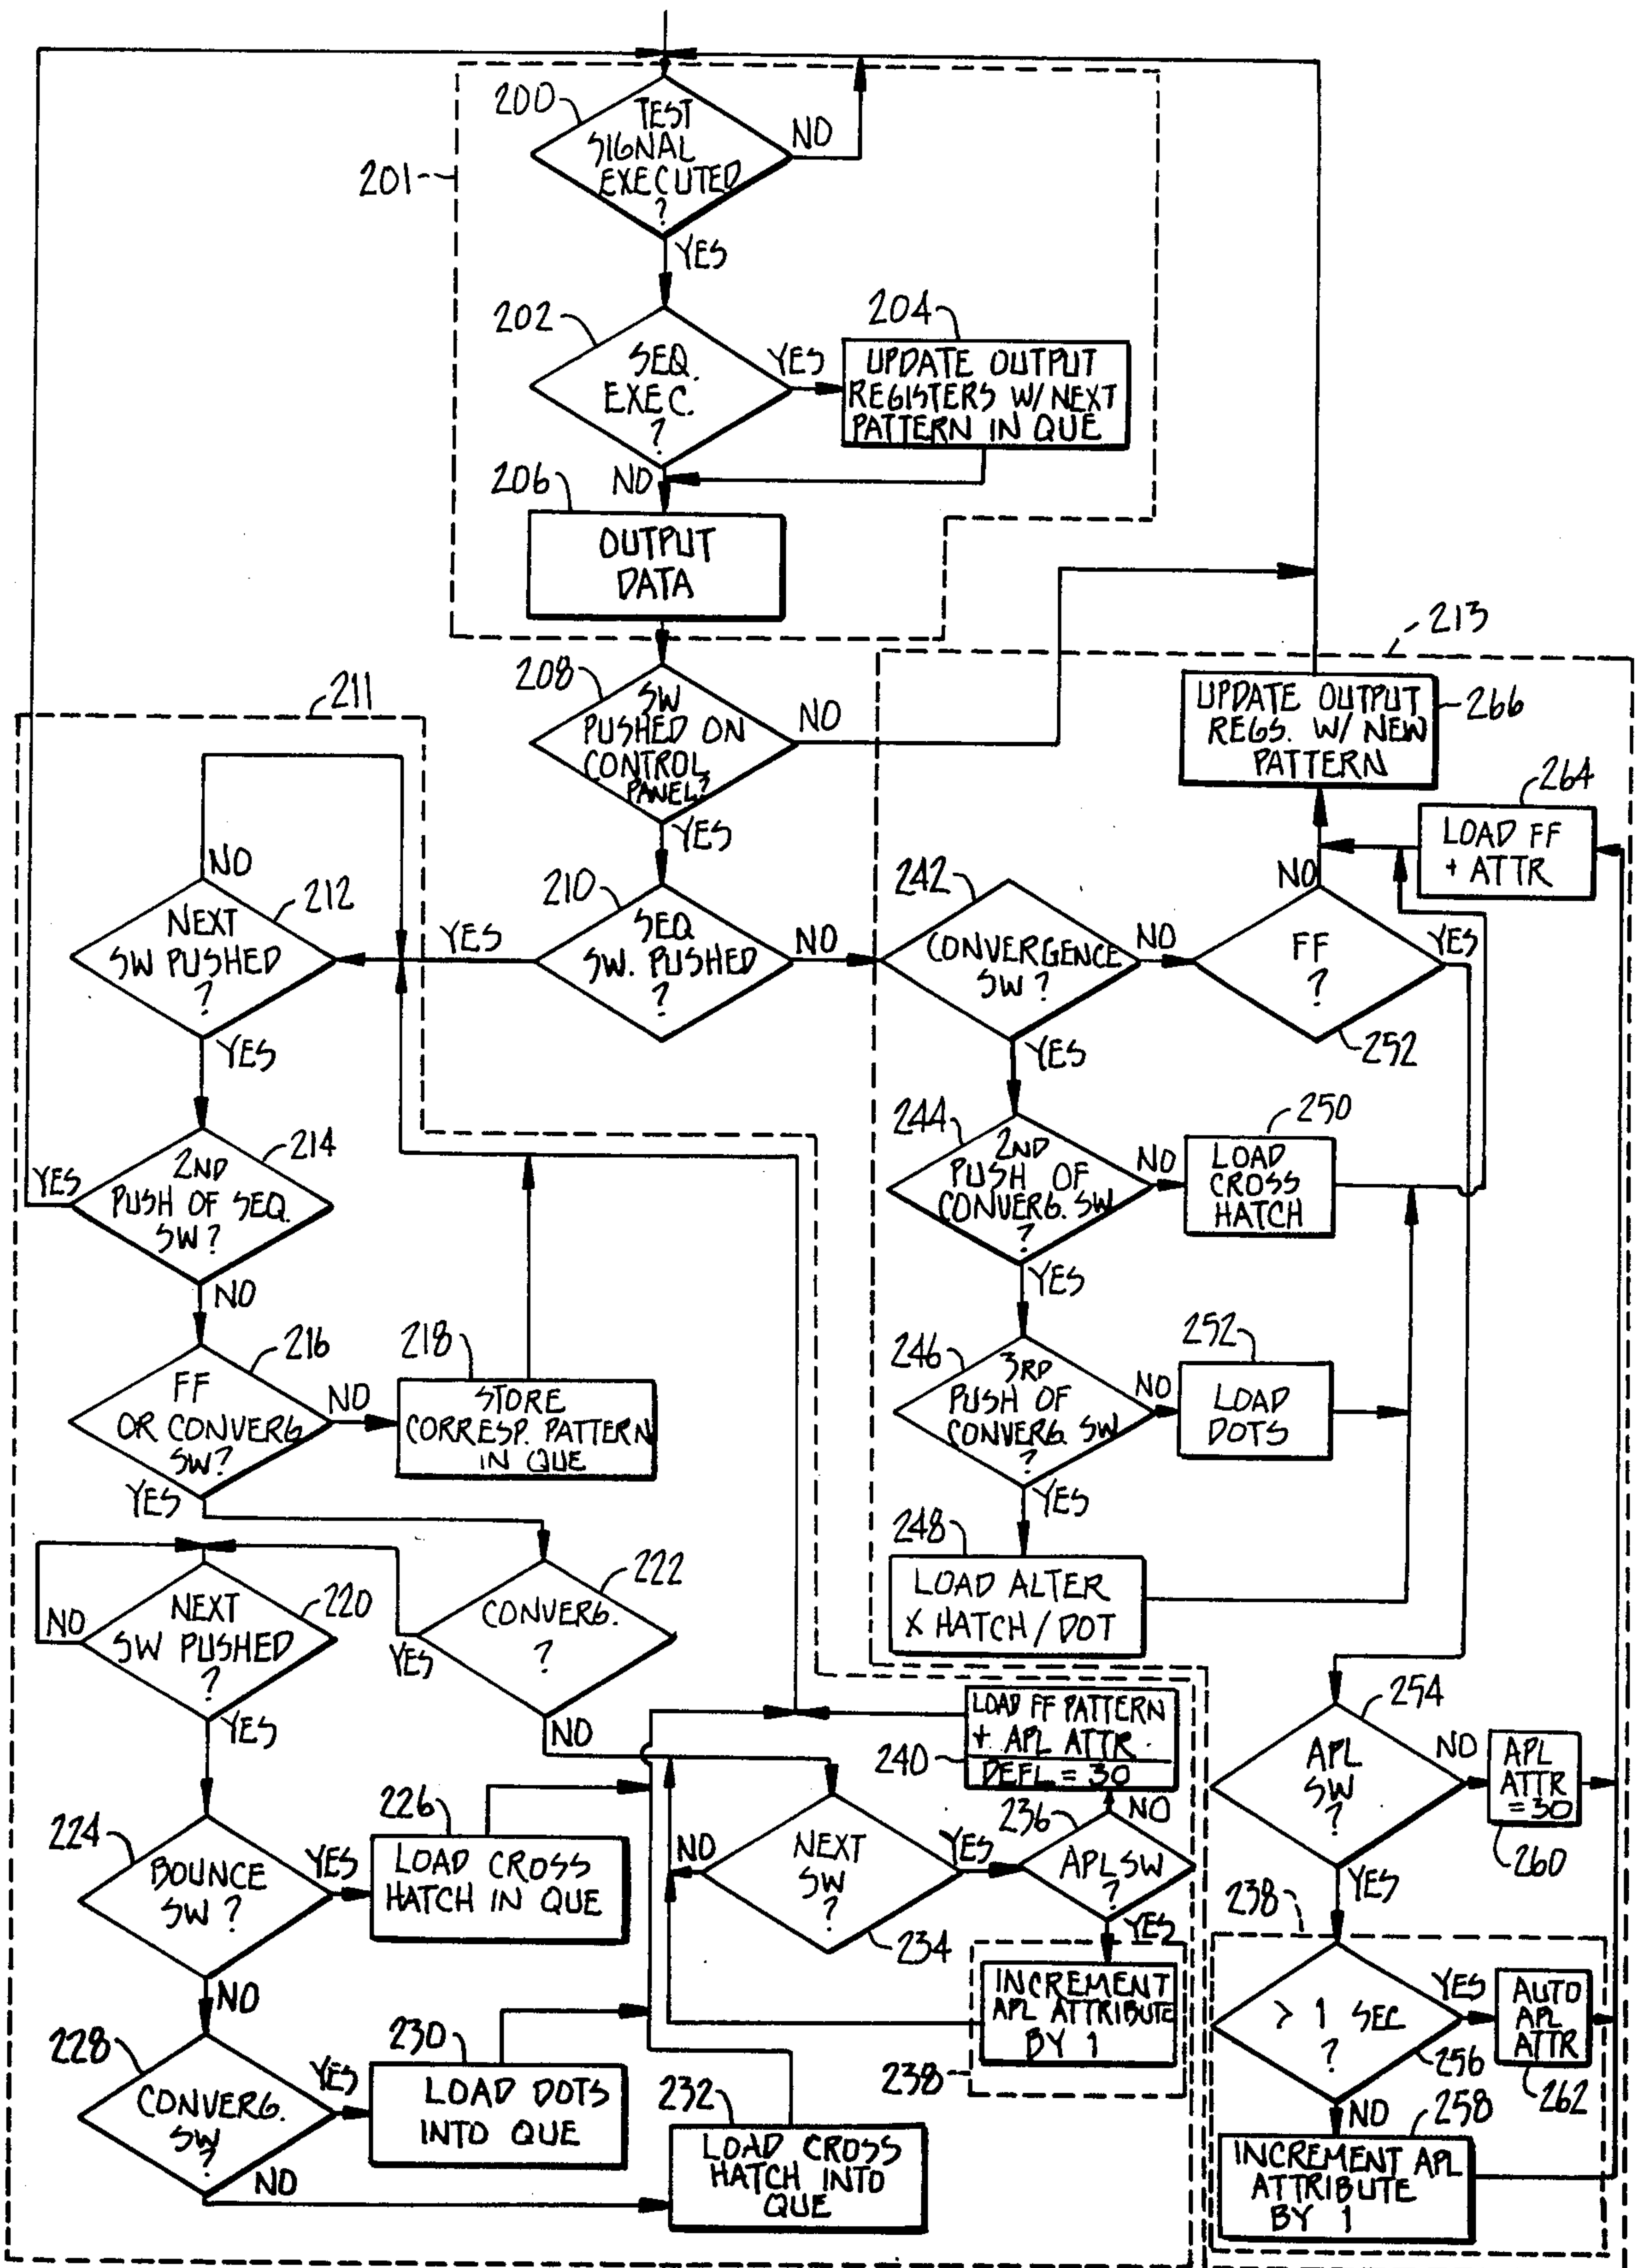 200
TEST
SIGNAL
EXECUTED
?
NO
201
YES
202
SEQ.
EXEC.
?
YES
204
UPDATE OUTPUT
REGISTERS W/ NEXT
PATTERN IN QUE
NO
206
OUTPUT
DATA
208
SW
PUSHED ON
CONTROL
PANEL?
NO
YES
213
UPDATE OUTPUT
REGS. W/ NEW
PATTERN
266
264
LOAD FF
+ ATTR
211
NO
212
NEXT
SW PUSHED
?
YES
210
SEQ
SW. PUSHED
?
YES
NO
242
CONVERGENCE
SW ?
NO
YES
NO
FF
?
YES
252
214
2ND
PUSH OF SEQ.
SW ?
YES
NO
244
2ND
PUSH OF
CONVERG. SW
?
NO
YES
250
LOAD
CROSS
HATCH
216
FF
OR CONVERG
SW?
NO
YES
218
STORE
CORRESP. PATTERN
IN QUE
246
3RD
PUSH OF
CONVERG. SW
?
NO
YES
252
LOAD
DOTS
248
LOAD ALTER
X HATCH / DOT
220
NEXT
SW PUSHED
?
NO
YES
222
CONVERG.
?
YES
NO
LOAD FF PATTERN
+ APL ATTR
DEFL = 30
240
254
APL
SW
?
NO
YES
APL
ATTR
= 30
260
224
BOUNCE
SW ?
YES
NO
226
LOAD CROSS
HATCH IN QUE
NO
NEXT
SW
?
YES
234
236
APL SW
?
NO
YES
INCREMENT
APL ATTRIBUTE
BY 1
238
238
> 1 SEC
?
YES
256
NO
AUTO
APL
ATTR
262
258
INCREMENT APL
ATTRIBUTE
BY 1
228
CONVERG.
SW
?
YES
NO
230
LOAD DOTS
INTO QUE
232
LOAD CROSS
HATCH INTO
QUE